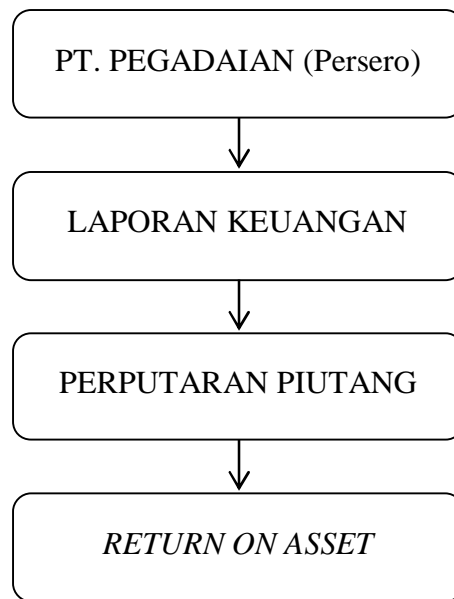 PT. PEGADAIAN (Persero)
LAPORAN KEUANGAN
PERPUTARAN PIUTANG
RETURN ON ASSET